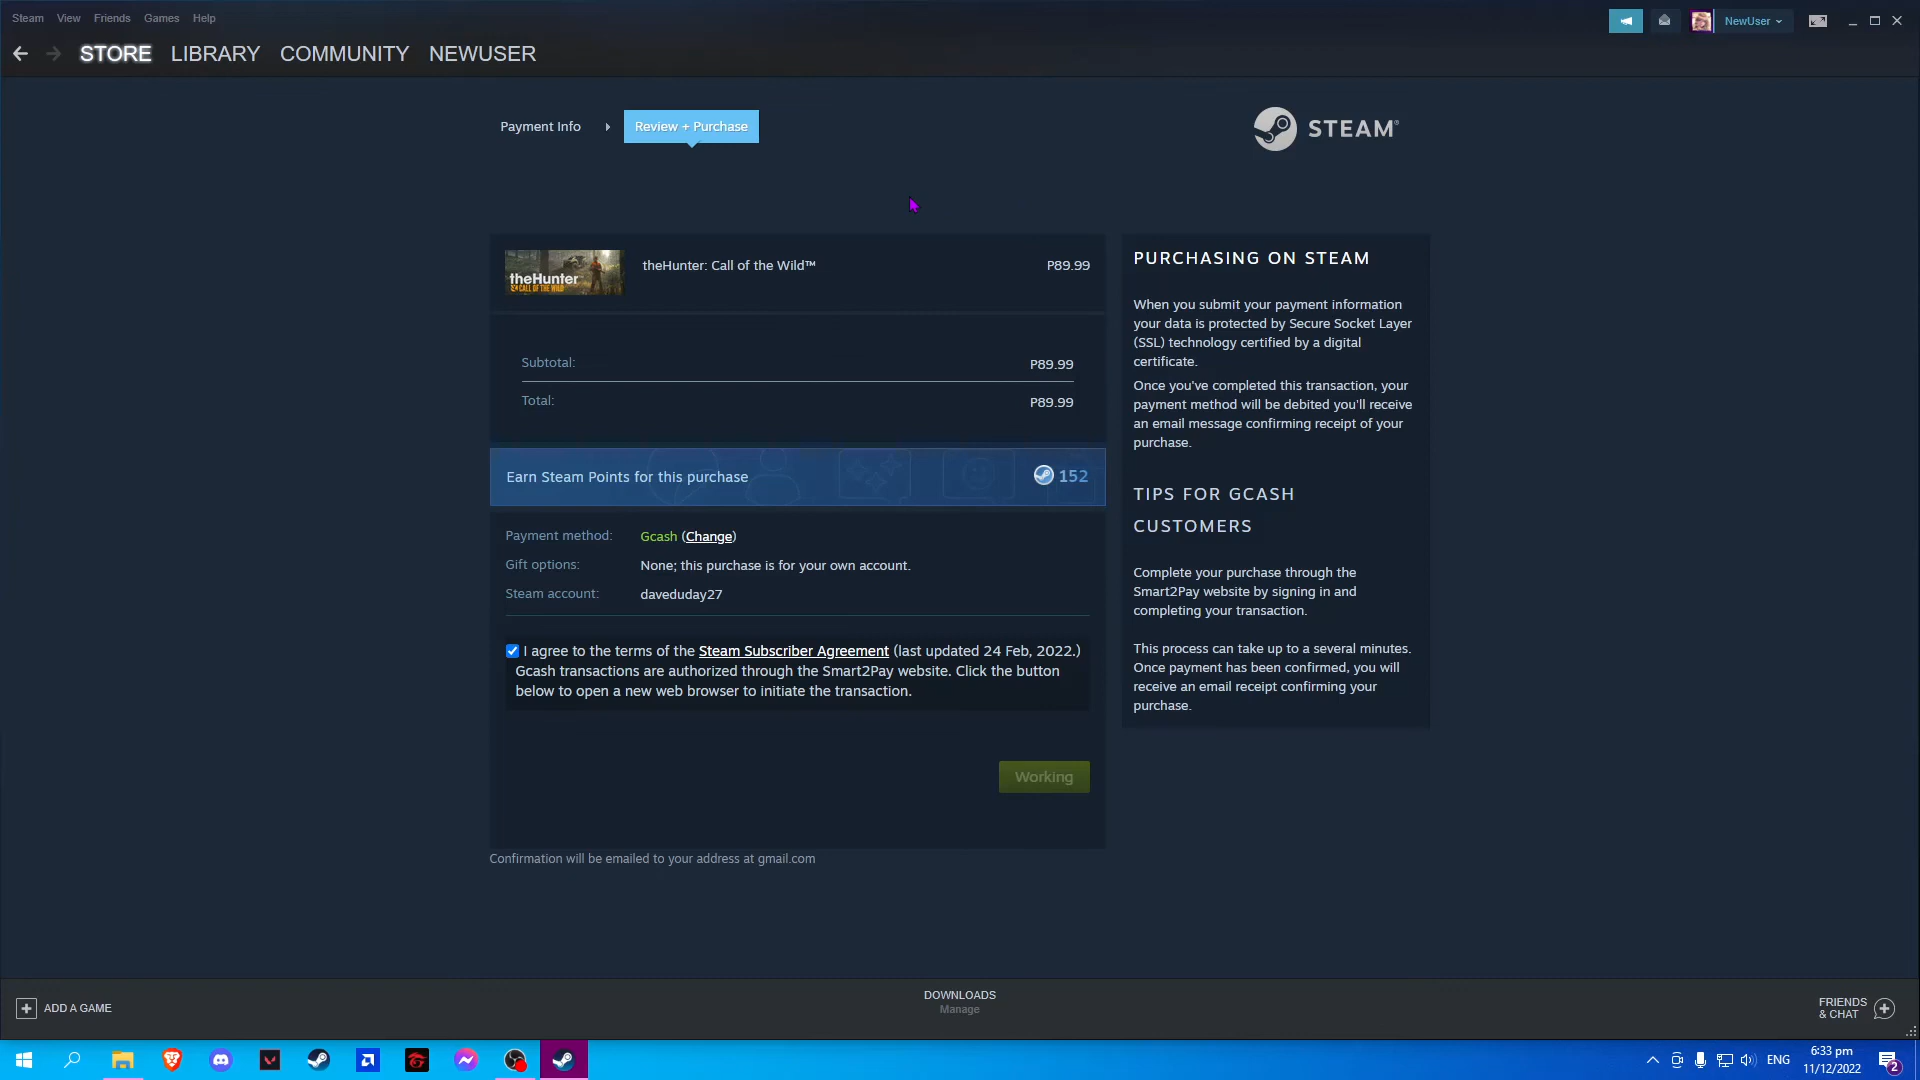 Steam View Friends Games Help
NewUser
STORE LIBRARY COMMUNITY NEWUSER
Payment Info Review + Purchase
STEAM®
theHunter
CALL OF THE WILD
theHunter: Call of the Wild™ P89.99
Subtotal: P89.99
Total: P89.99
Earn Steam Points for this purchase 152
Payment method: Gcash (Change)
Gift options: None; this purchase is for your own account.
Steam account: daveduday27
I agree to the terms of the Steam Subscriber Agreement (last updated 24 Feb, 2022.)
Gcash transactions are authorized through the Smart2Pay website. Click the button
below to open a new web browser to initiate the transaction.
Working
Confirmation will be emailed to your address at gmail.com
PURCHASING ON STEAM
When you submit your payment information
your data is protected by Secure Socket Layer
(SSL) technology certified by a digital
certificate.
Once you've completed this transaction, your
payment method will be debited you'll receive
an email message confirming receipt of your
purchase.
TIPS FOR GCASH
CUSTOMERS
Complete your purchase through the
Smart2Pay website by signing in and
completing your transaction.
This process can take up to a several minutes.
Once payment has been confirmed, you will
receive an email receipt confirming your
purchase.
ADD A GAME
DOWNLOADS
Manage
FRIENDS
& CHAT
ENG
6:33 pm
11/12/2022
2